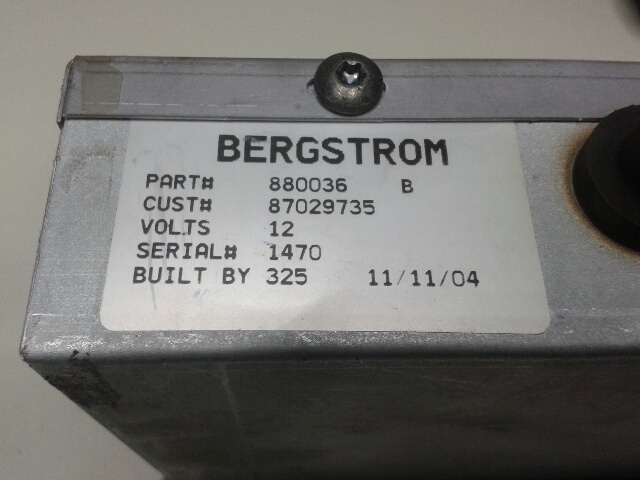 BERGSTROM
PART# 880036 B
CUST# 87029735
VOLTS 12
SERIAL# 1470
BUILT BY 325 11/11/04